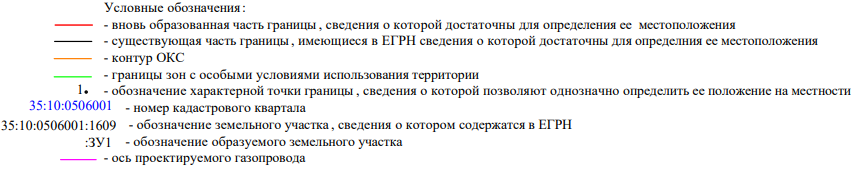 Условные обозначения:
- вновь образованная часть границы, сведения о которой достаточны для определения ее местоположения
- существующая часть границы, имеющиеся в ЕГРН сведения о которой достаточны для определния ее местоположения
- контур ОКС
- границы зон с особыми условиями использования территории
1. - обозначение характерной точки границы, сведения о которой позволяют однозначно определить ее положение на местности
35:10:0506001 - номер кадастрового квартала
35:10:0506001:1609 - обозначение земельного участка, сведения о котором содержатся в ЕГРН
:ЗУ1 - обозначение образуемого земельного участка
- ось проектируемого газопровода